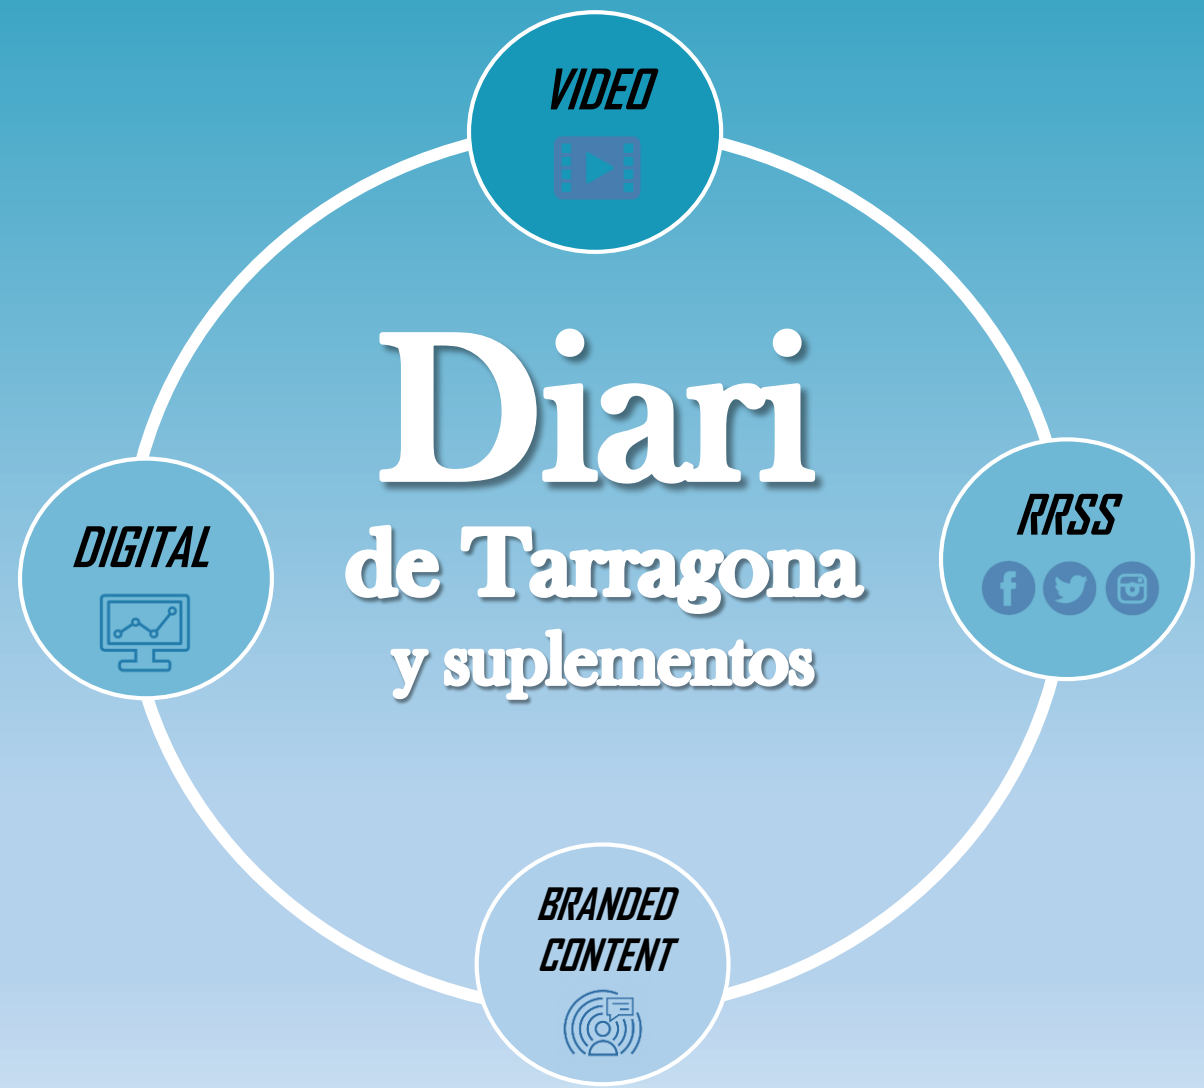 VIDEO
Diari
de Tarragona
y suplementos
DIGITAL
RRSS
BRANDED
CONTENT